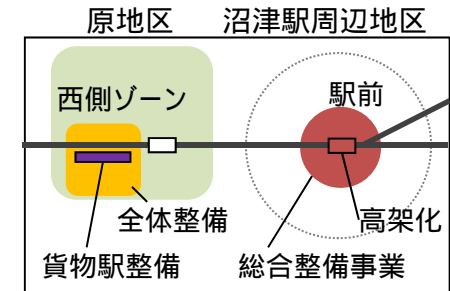 原地区
沼津駅周辺地区
西側ゾーン
駅前
全体整備
高架化
貨物駅整備
総合整備事業